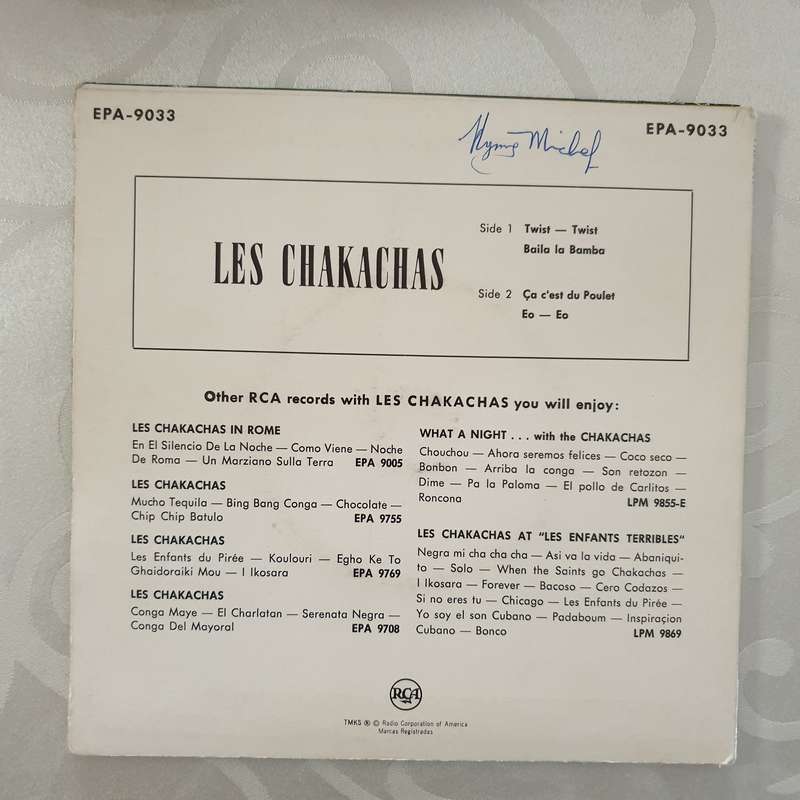 EPA-9033
EPA-9033
Michel
LES CHAKACHAS
Side 1 Twist — Twist
Baila la Bamba
Side 2 Ça c'est du Poulet
Eo — Eo
Other RCA records with LES CHAKACHAS you will enjoy:
LES CHAKACHAS IN ROME
En El Silencio De La Noche — Como Viene — Noche
De Roma — Un Marziano Sulla Terra EPA 9005
LES CHAKACHAS
Mucho Tequila — Bing Bang Conga — Chocolate —
Chip Chip Batulo EPA 9755
LES CHAKACHAS
Les Enfants du Pirée — Koulouri — Egho Ke To
Ghaidoraiki Mou — I Ikosara EPA 9769
LES CHAKACHAS
Conga Maye — El Charlatan — Serenata Negra —
Conga Del Mayoral EPA 9708
WHAT A NIGHT . . . with the CHAKACHAS
Chouchou — Ahora seremos felices — Coco seco —
Bonbon — Arriba la conga — Son retozon —
Dime — Pa la Paloma — El pollo de Carlitos —
Roncona LPM 9855-E
LES CHAKACHAS AT "LES ENFANTS TERRIBLES"
Negra mi cha cha cha — Asi va la vida — Abaniqui-
to — Solo — When the Saints go Chakachas —
I Ikosara — Forever — Bacoso — Cero Codazos —
Si no eres tu — Chicago — Les Enfants du Pirée —
Yo soy el son Cubano — Padaboum — Inspiraçion
Cubano — Bonco LPM 9869
RCA
TMKS ® © Radio Corporation of America
Marcas Registradas